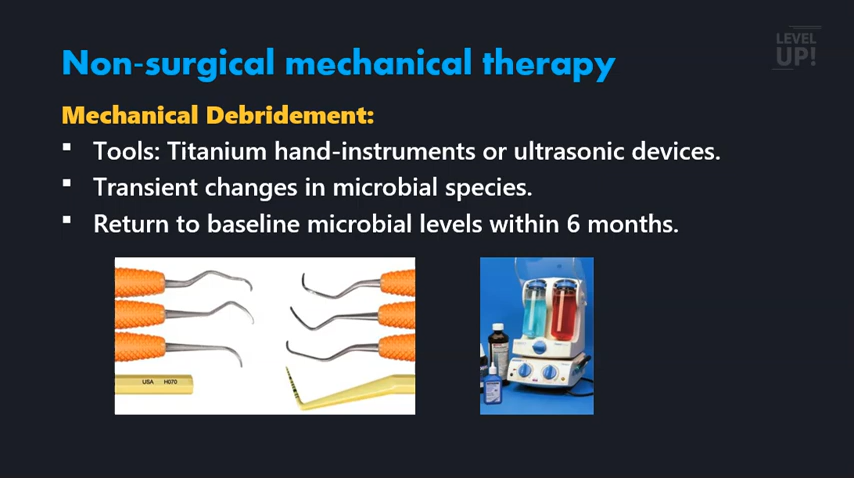 LEVEL
UP!
Non-surgical mechanical therapy
Mechanical Debridement:
▪ Tools: Titanium hand-instruments or ultrasonic devices.
▪ Transient changes in microbial species.
▪ Return to baseline microbial levels within 6 months.
USA H070